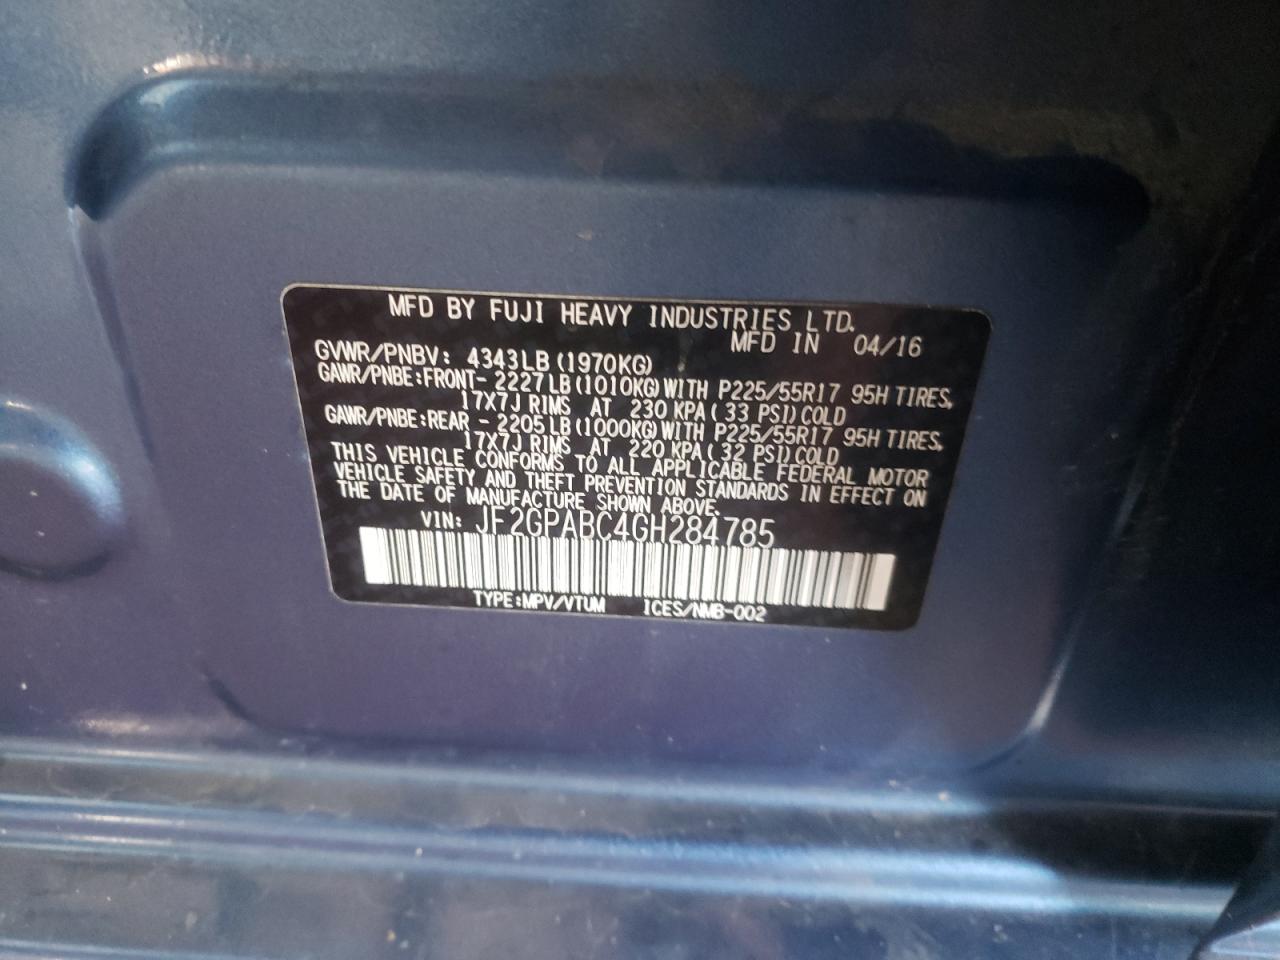 MFD BY FUJI HEAVY INDUSTRIES LTD.
MFD IN 04/16
GVWR/PNBV: 4343LB (1970KG)
GAWR/PNBE:FRONT- 2227LB (1010KG) WITH P225/55R17 95H TIRES,
17X7J RIMS AT 230 KPA ( 33 PSI) COLD
GAWR/PNBE:REAR - 2205LB (1000KG) WITH P225/55R17 95H TIRES,
17X7J RIMS AT 220 KPA ( 32 PSI) COLD
THIS VEHICLE CONFORMS TO ALL APPLICABLE FEDERAL MOTOR
VEHICLE SAFETY AND THEFT PREVENTION STANDARDS IN EFFECT ON
THE DATE OF MANUFACTURE SHOWN ABOVE.
VIN: JF2GPABC4GH284785
TYPE:MPV/VTUM ICES/NMB-002